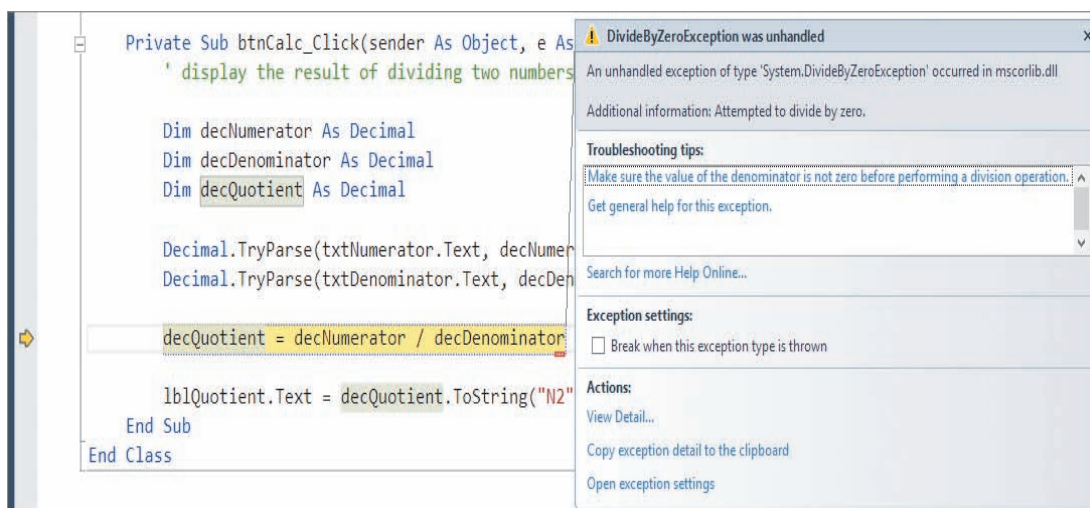 Private Sub btnCalc_Click(sender As Object, e As
' display the result of dividing two numbers
Dim decNumerator As Decimal
Dim decDenominator As Decimal
Dim decQuotient As Decimal
Decimal.TryParse(txtNumerator.Text, decNumer
Decimal.TryParse(txtDenominator.Text, decDen
decQuotient = decNumerator / decDenominator
lblQuotient.Text = decQuotient.ToString("N2"
End Sub
End Class
DivideByZeroException was unhandled
An unhandled exception of type 'System.DivideByZeroException' occurred in mscorlib.dll
Additional information: Attempted to divide by zero.
Troubleshooting tips:
Make sure the value of the denominator is not zero before performing a division operation.
Get general help for this exception.
Search for more Help Online...
Exception settings:
Break when this exception type is thrown
Actions:
View Detail...
Copy exception detail to the clipboard
Open exception settings